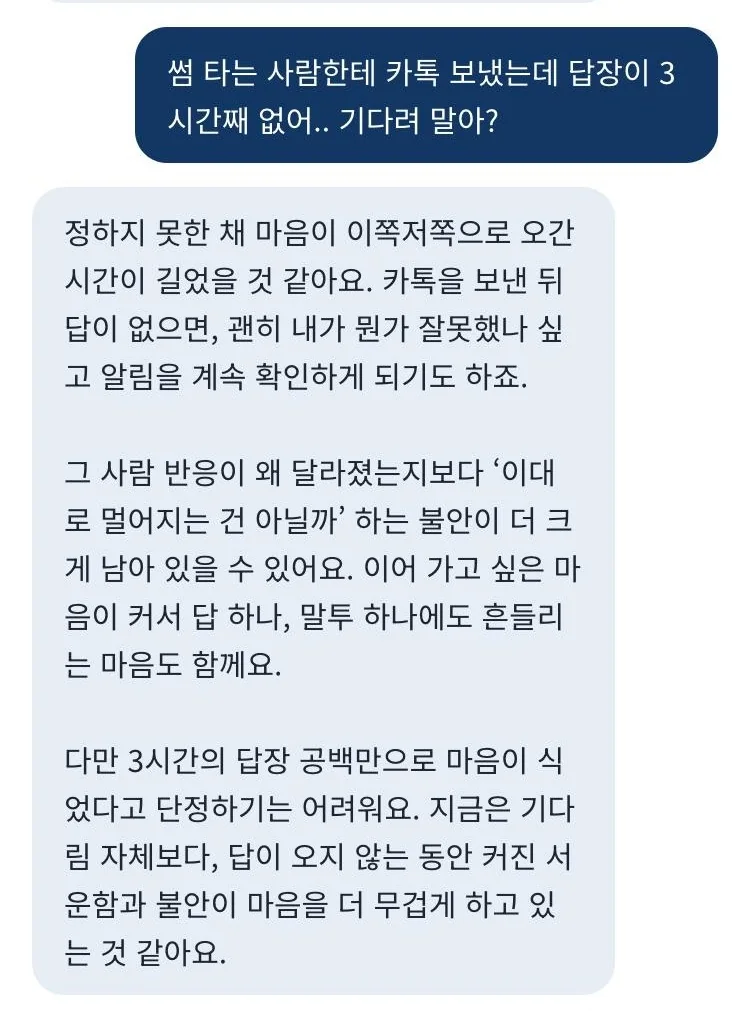 썸 타는 사람한테 카톡 보냈는데 답장이 3
시간째 없어.. 기다려 말아?
정하지 못한 채 마음이 이쪽저쪽으로 오간
시간이 길었을 것 같아요. 카톡을 보낸 뒤
답이 없으면, 괜히 내가 뭔가 잘못했나 싶
고 알림을 계속 확인하게 되기도 하죠.
그 사람 반응이 왜 달라졌는지보다 ‘이대
로 멀어지는 건 아닐까’ 하는 불안이 더 크
게 남아 있을 수 있어요. 이어 가고 싶은 마
음이 커서 답 하나, 말투 하나에도 흔들리
는 마음도 함께요.
다만 3시간의 답장 공백만으로 마음이 식
었다고 단정하기는 어려워요. 지금은 기다
림 자체보다, 답이 오지 않는 동안 커진 서
운함과 불안이 마음을 더 무겁게 하고 있
는 것 같아요.